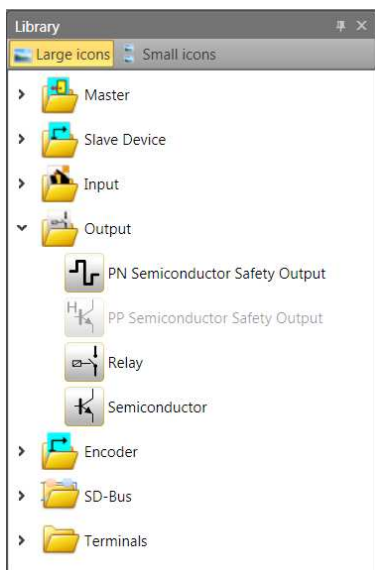 Library
Large icons Small icons
Master
Slave Device
Input
Output
PN Semiconductor Safety Output
H PP Semiconductor Safety Output
Relay
Semiconductor
Encoder
SD-Bus
Terminals